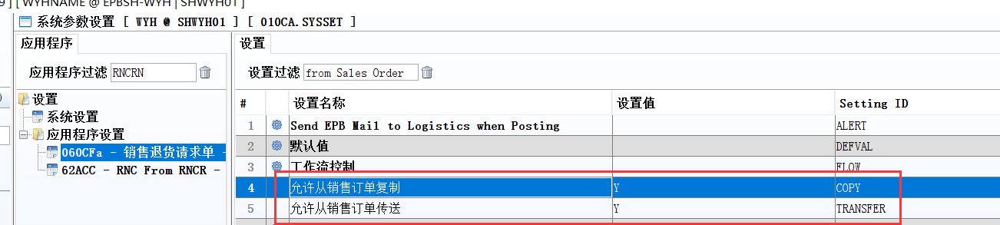 9 ] [ WYHNAME @ EPBSH-WYH | SHWYH01 ]
系统参数设置 [ WYH @ SHWYH01 ] [ 010CA.SYSSET ]
应用程序
设置
应用程序过滤 RNCRN
设置过滤 from Sales Order
设置
系统设置
应用程序设置
060CFa - 销售退货请求单 -
62ACC - RNC From RNCR -
# 设置名称 设置值 Setting ID
1 Send EPB Mail to Logistics when Posting ALERT
2 默认值 DEFVAL
3 工作流控制 FLOW
4 允许从销售订单复制 Y COPY
5 允许从销售订单传送 Y TRANSFER